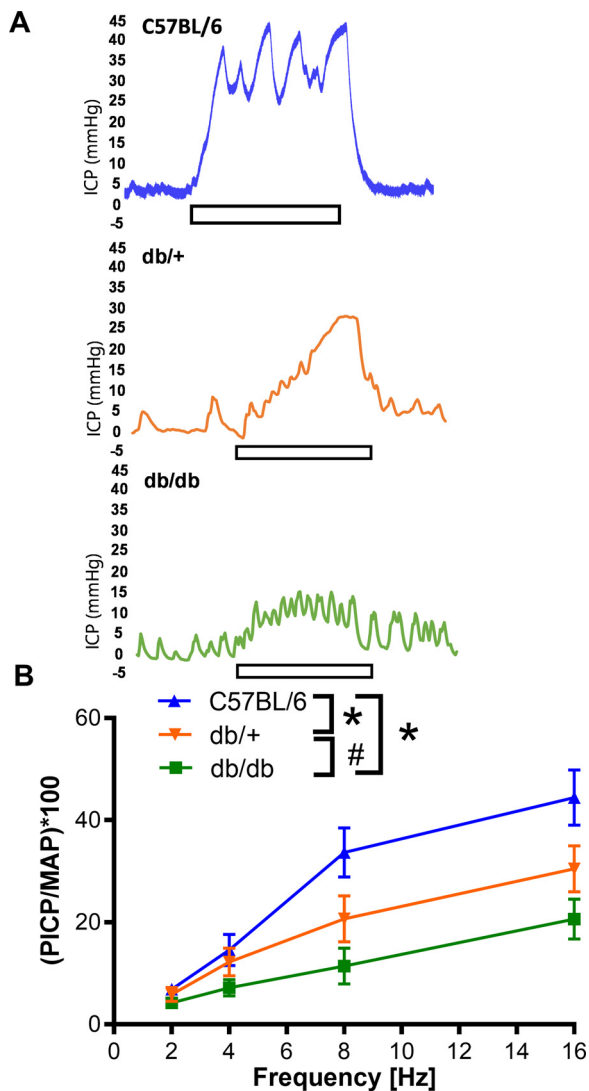 A
C57BL/6
45
40
35
30
25
20
15
10
5
0
-5
ICP (mmHg)
db/+
45
40
35
30
25
20
15
10
5
0
-5
ICP (mmHg)
db/db
45
40
35
30
25
20
15
10
5
0
-5
ICP (mmHg)
B
C57BL/6
db/+
db/db
*
#
*
60
40
20
0
(PICP/MAP)*100
0 2 4 6 8 10 12 14 16
Frequency [Hz]